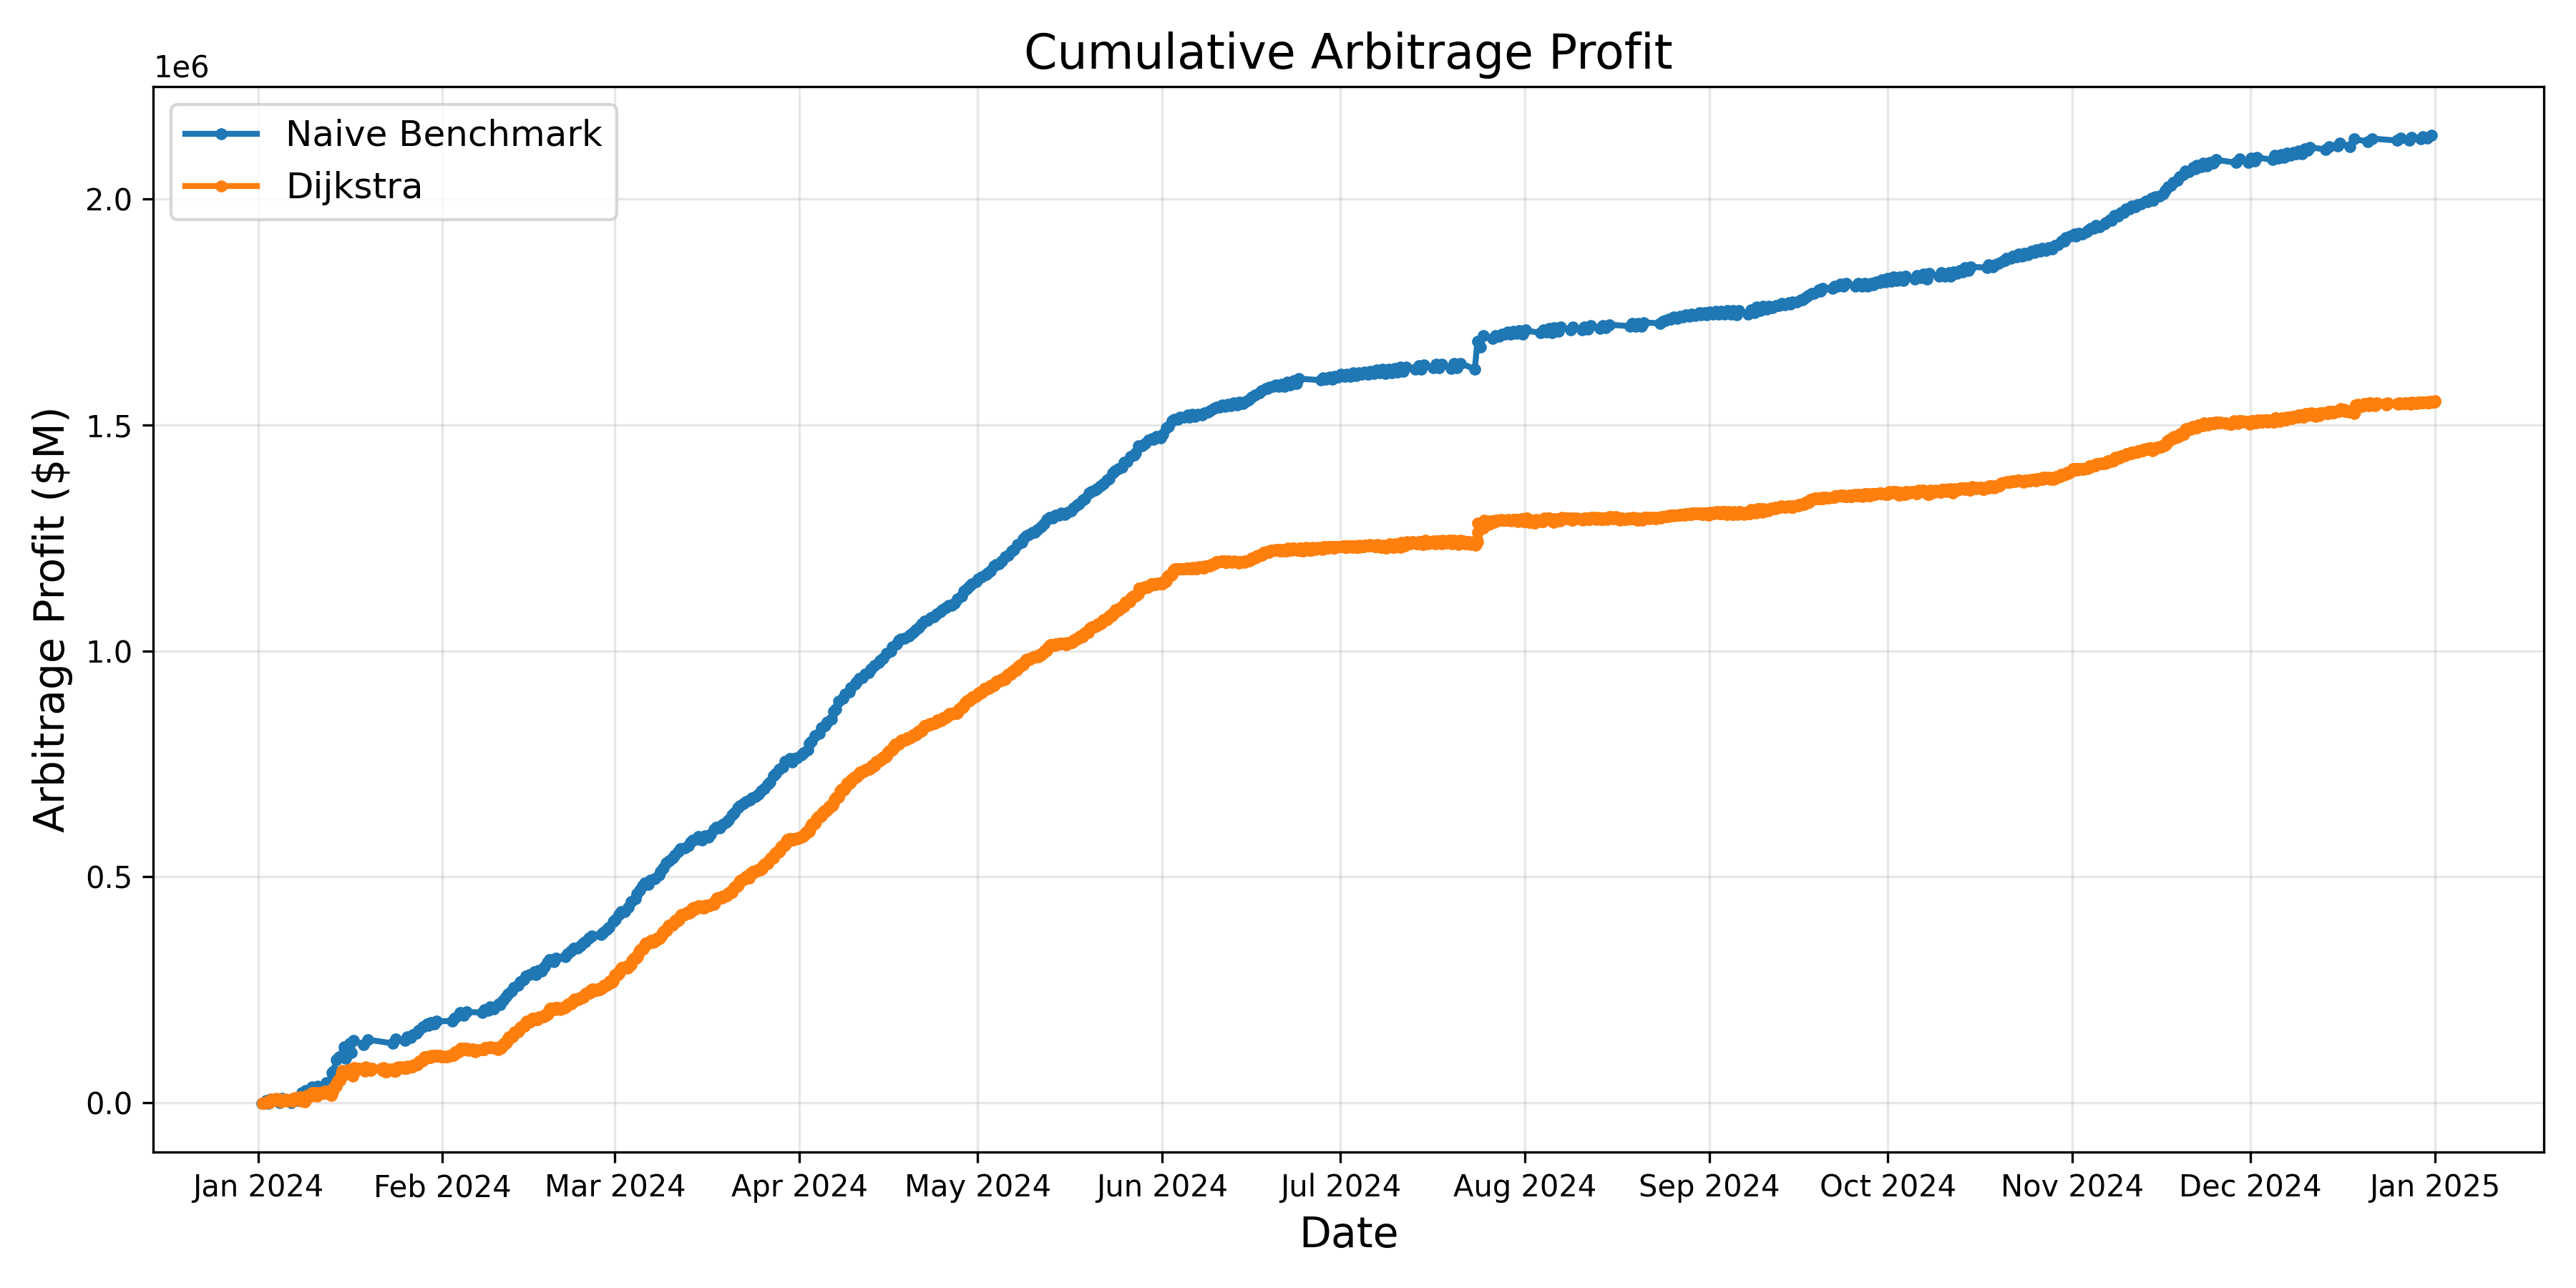 Cumulative Arbitrage Profit
1e6
Naive Benchmark
Dijkstra
2.0
1.5
1.0
0.5
0.0
Arbitrage Profit ($M)
Jan 2024 Feb 2024 Mar 2024 Apr 2024 May 2024 Jun 2024 Jul 2024 Aug 2024 Sep 2024 Oct 2024 Nov 2024 Dec 2024 Jan 2025
Date